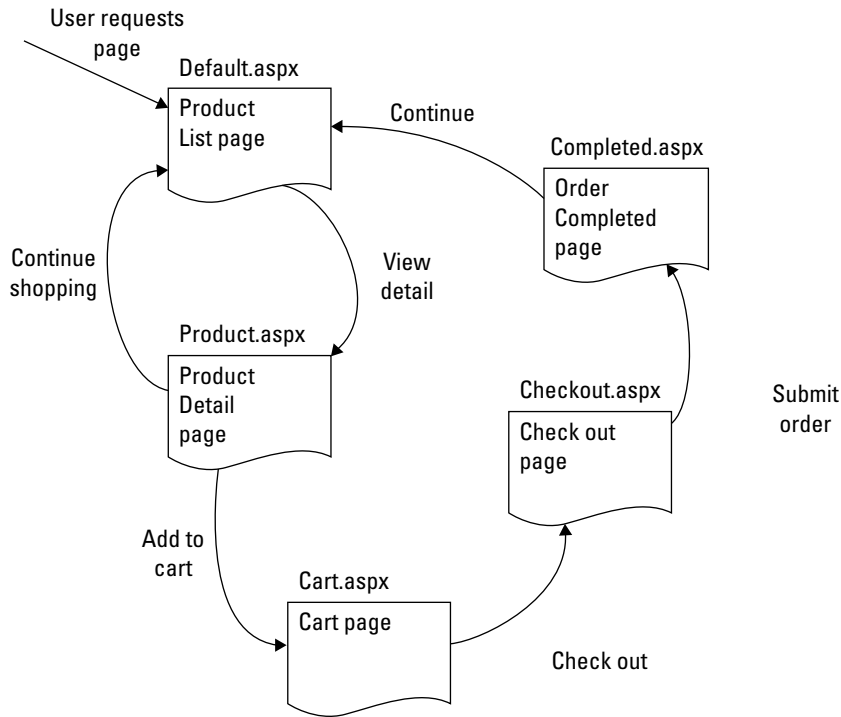 User requests
page
Default.aspx
Product
List page
Continue
Completed.aspx
Order
Completed
page
Continue
shopping
View
detail
Product.aspx
Product
Detail
page
Checkout.aspx
Check out
page
Submit
order
Add to
cart
Cart.aspx
Cart page
Check out